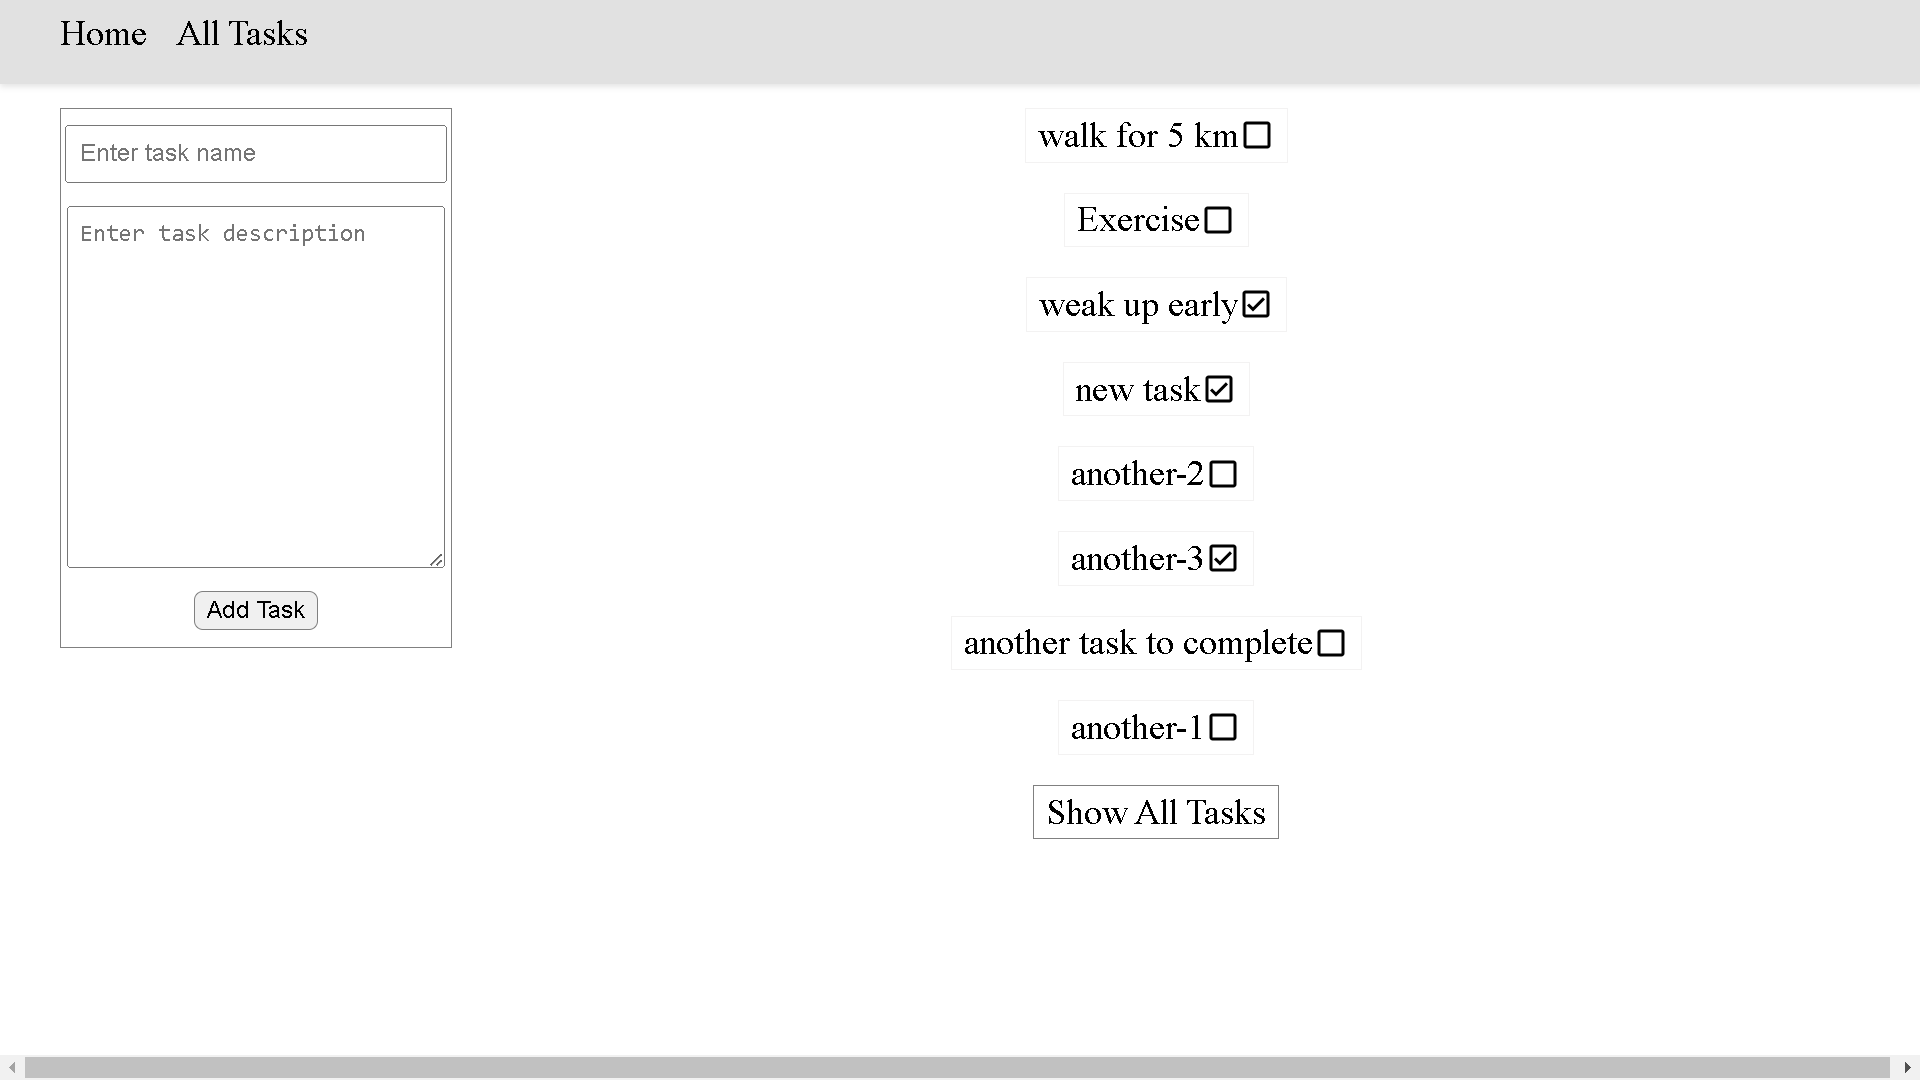 Home All Tasks
Enter task name
Enter task description
Add Task
walk for 5 km
Exercise
weak up early
new task
another-2
another-3
another task to complete
another-1
Show All Tasks